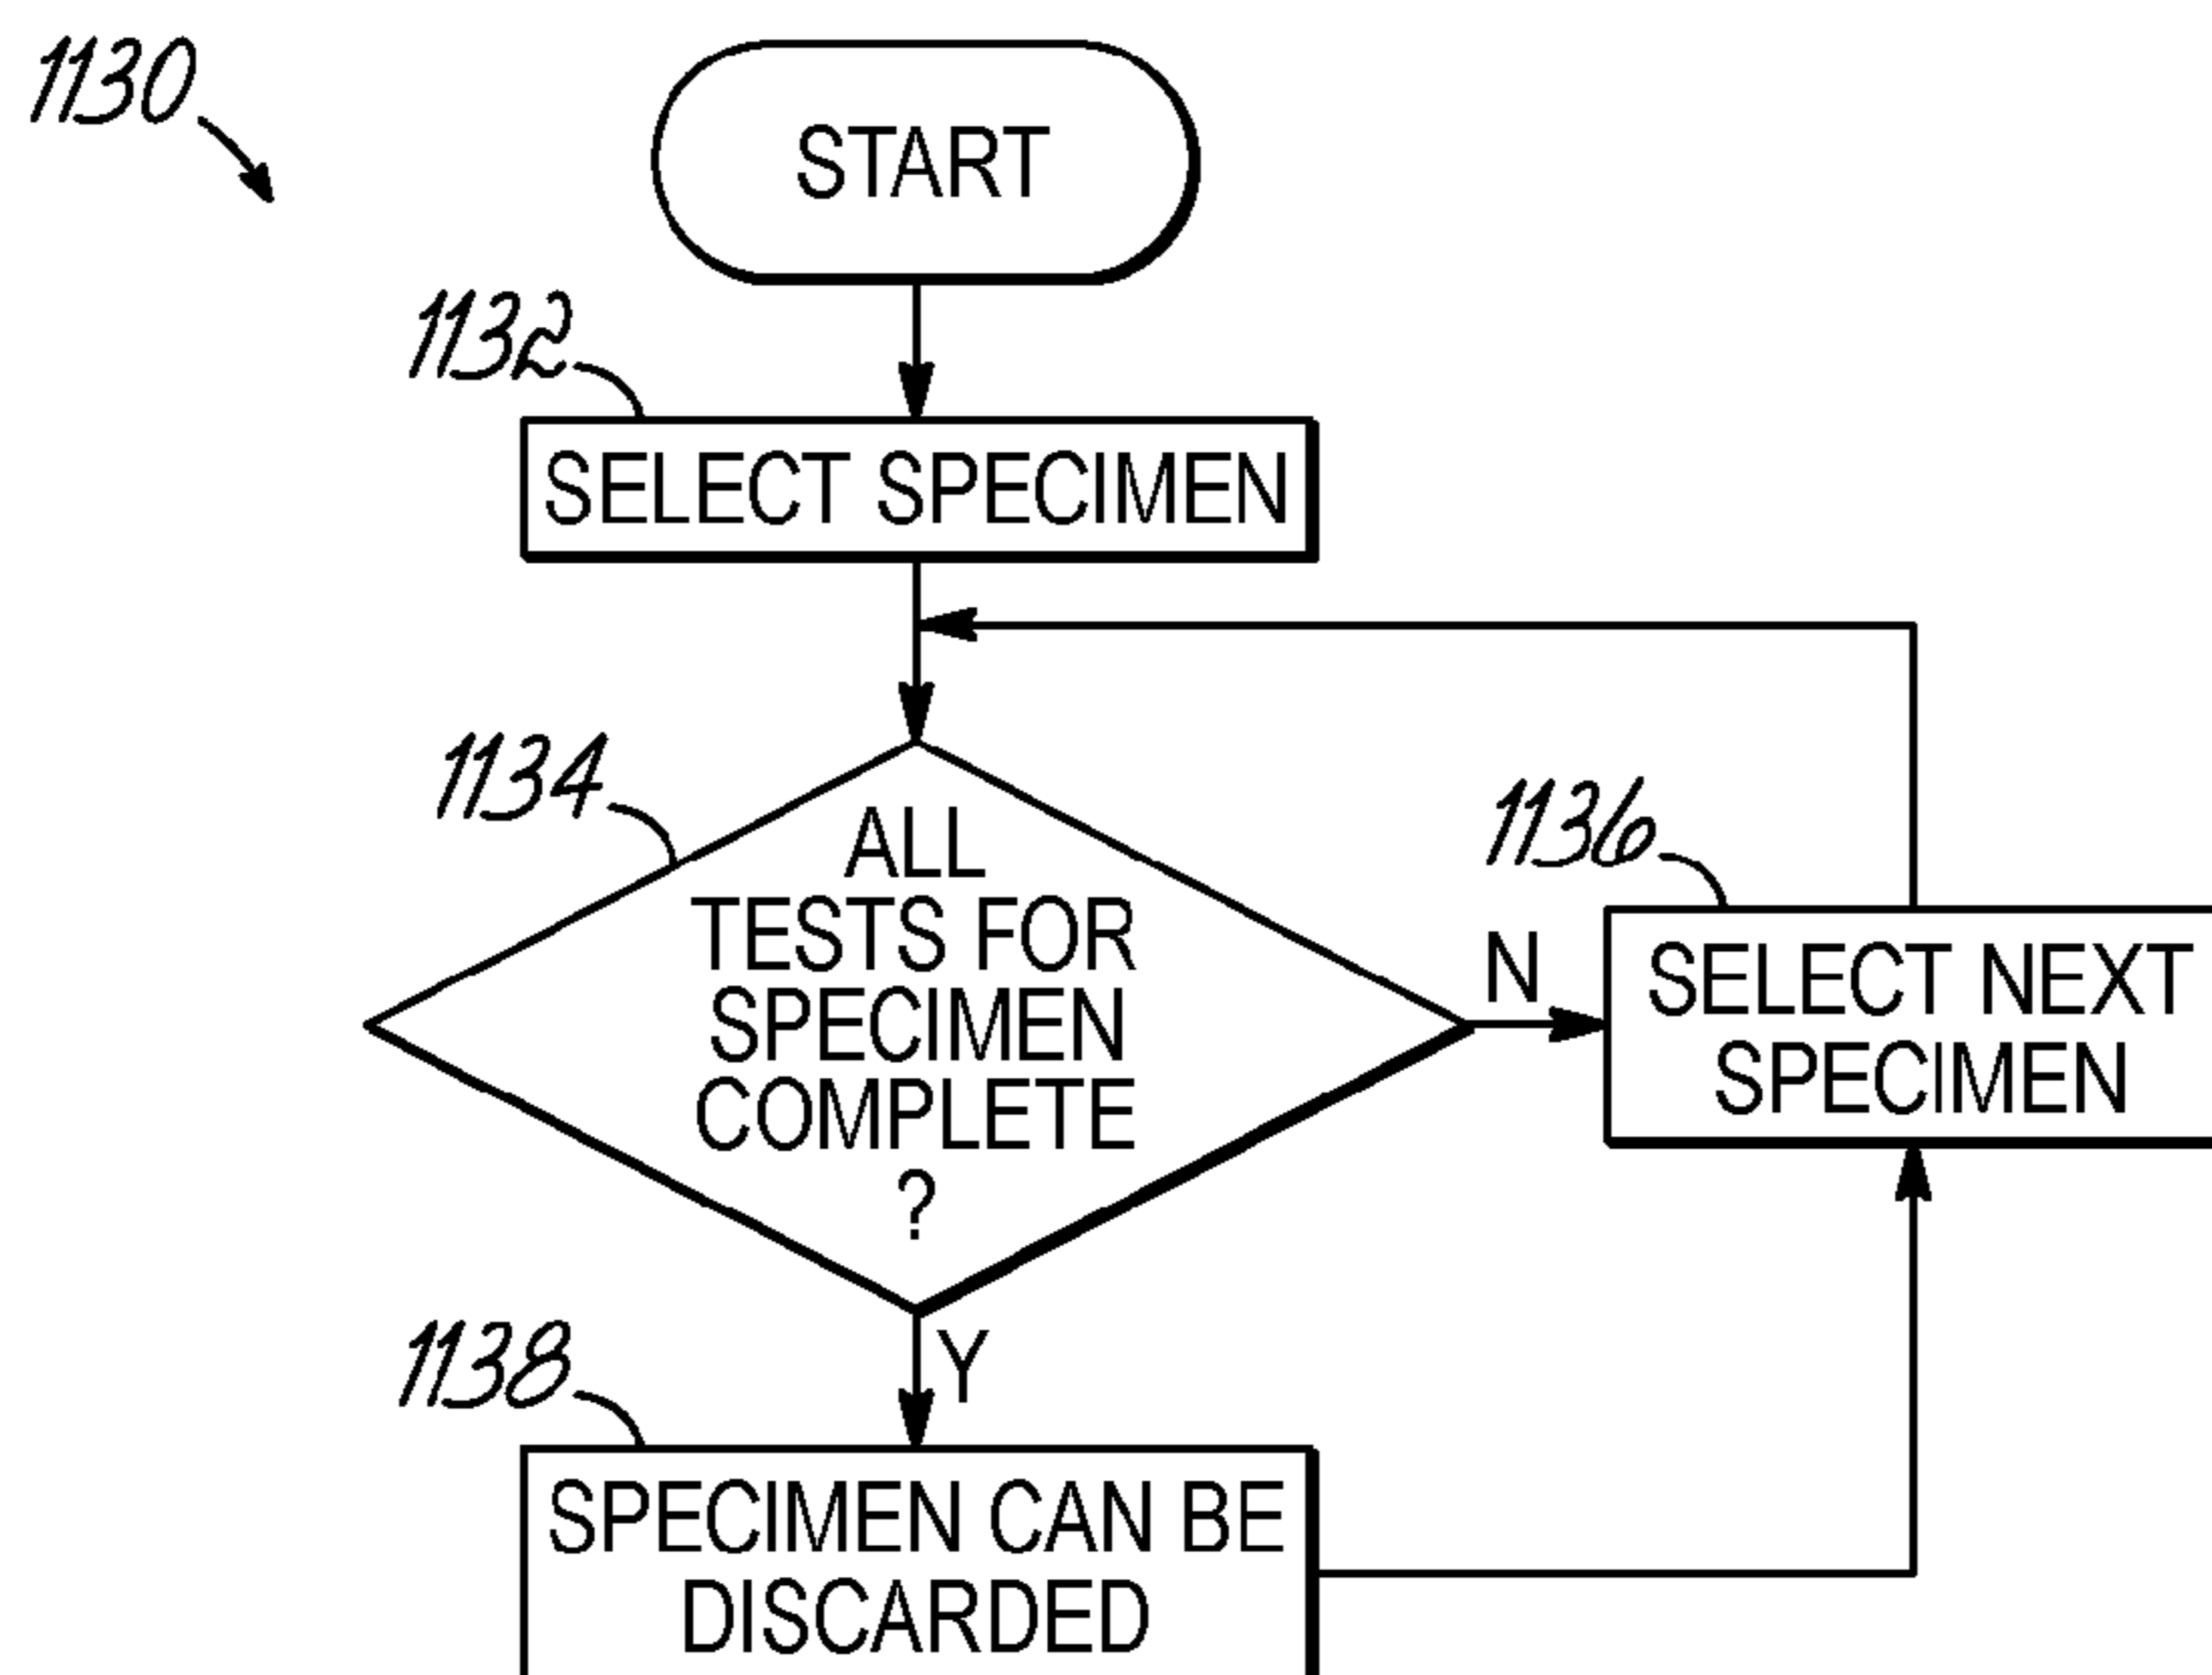 1130
START
1132
SELECT SPECIMEN
1134
ALL
TESTS FOR
SPECIMEN
COMPLETE
?
N
1136
SELECT NEXT
SPECIMEN
Y
1138
SPECIMEN CAN BE
DISCARDED